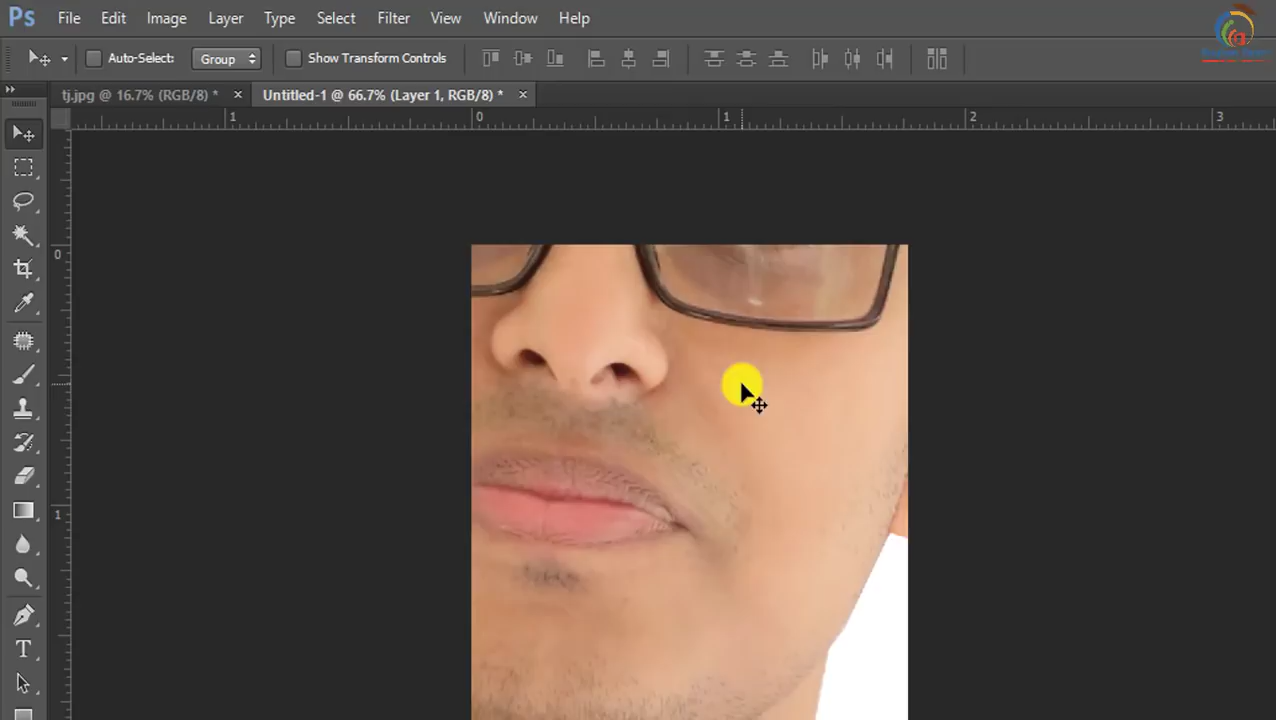 Ps File Edit Image Layer Type Select Filter View Window Help
Auto-Select: Group Show Transform Controls
tj.jpg @ 16.7% (RGB/8) * × Untitled-1 @ 66.7% (Layer 1, RGB/8) * ×
1 0 1 2 3
0
1
T